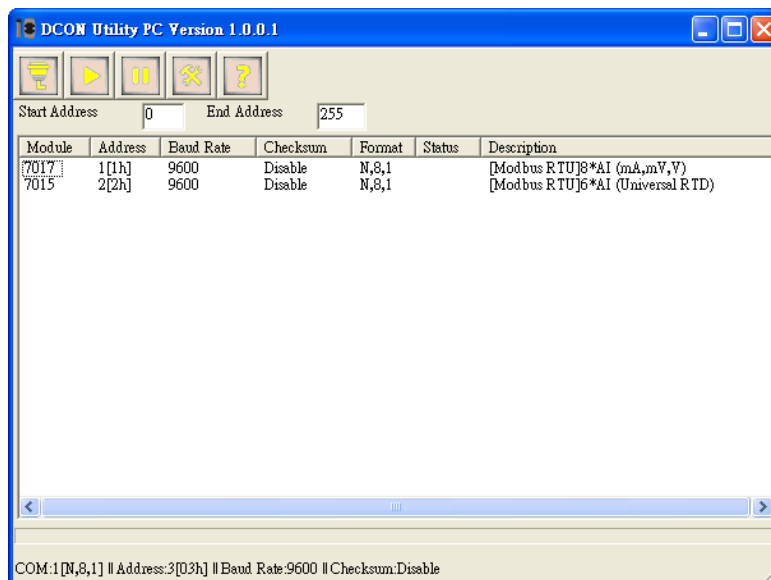 DCON Utility PC Version 1.0.0.1
Start Address 0 End Address 255
Module Address Baud Rate Checksum Format Status Description
7017 1[1h] 9600 Disable N,8,1 [Modbus RTU]8*AI (mA,mV,V)
7015 2[2h] 9600 Disable N,8,1 [Modbus RTU]6*AI (Universal RTD)
COM:1[N,8,1] || Address:3[03h] || Baud Rate:9600 || Checksum:Disable